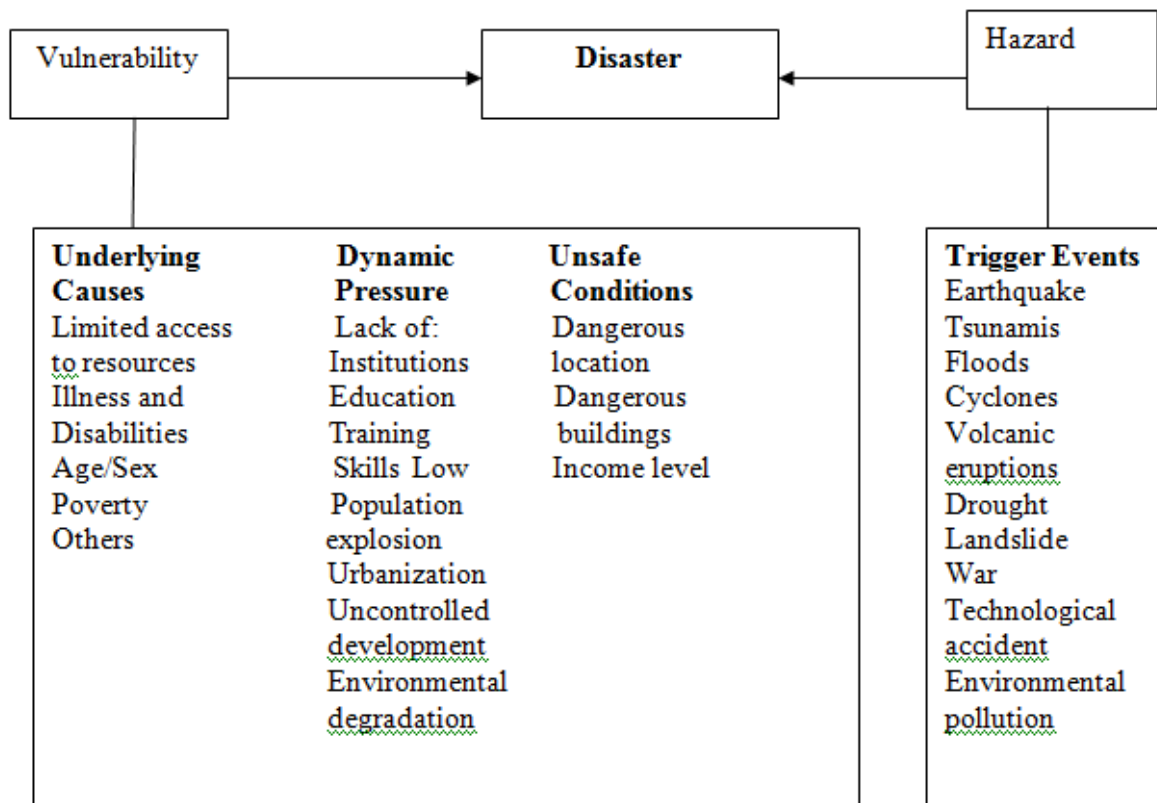 Vulnerability
Disaster
Hazard
Underlying
Causes
Limited access
to resources
Illness and
Disabilities
Age/Sex
Poverty
Others
Dynamic
Pressure
Lack of:
Institutions
Education
Training
Skills Low
Population
explosion
Urbanization
Uncontrolled
development
Environmental
degradation
Unsafe
Conditions
Dangerous
location
Dangerous
buildings
Income level
Trigger Events
Earthquake
Tsunamis
Floods
Cyclones
Volcanic
eruptions
Drought
Landslide
War
Technological
accident
Environmental
pollution